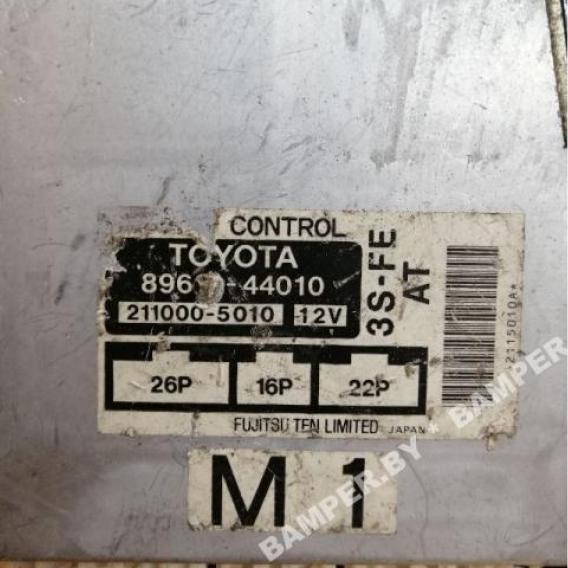 CONTROL
TOYOTA
44010
211000-5010 12V
3S-FE
AT
26P 16P 22P
FUJITSU TEN LIMITED JAPAN
M 1
BAMPER.BY * BAMPER.BY